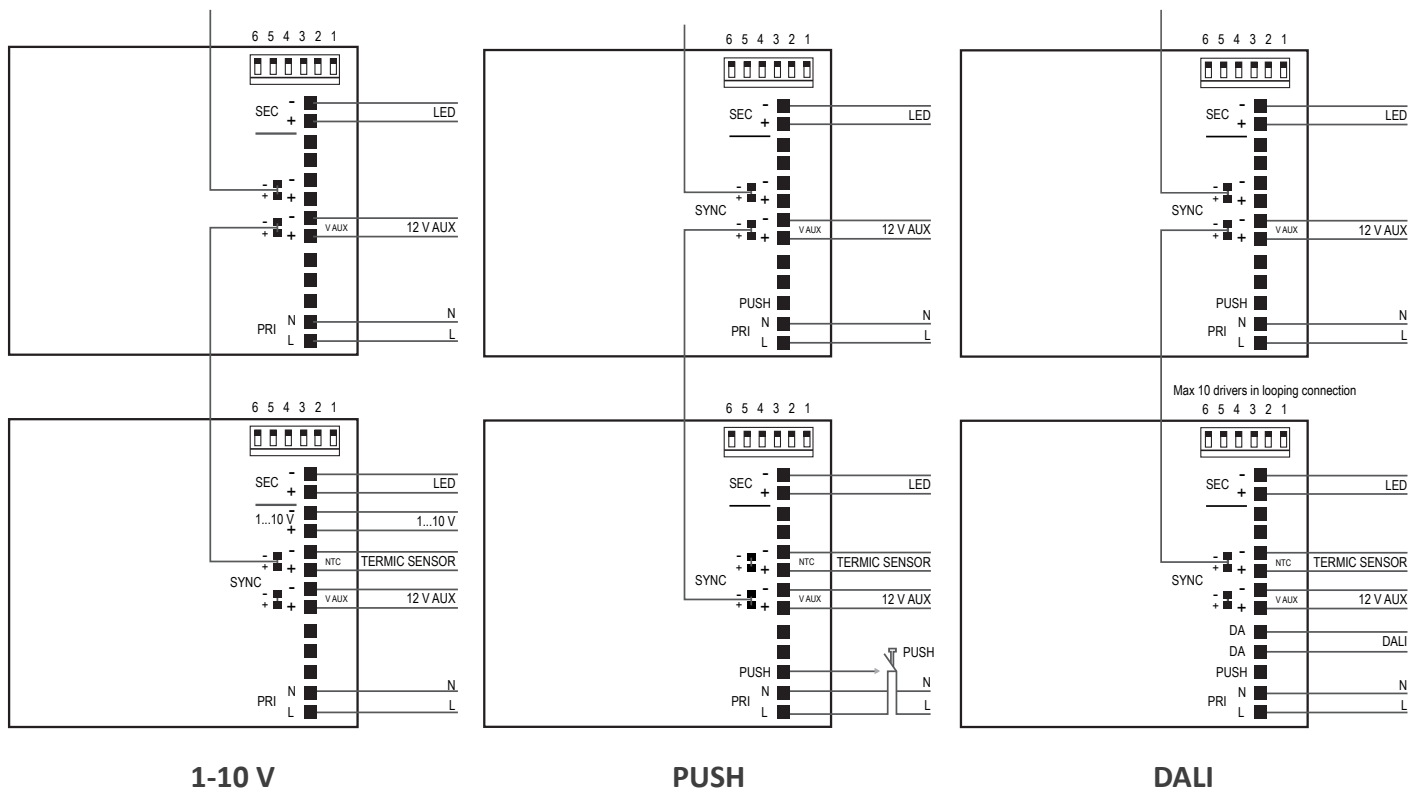 6 5 4 3 2 1
SEC - LED
+
-
- +
+
-
- V AUX 12 V AUX
+ +
N N
PRI
L L
6 5 4 3 2 1
SEC - LED
+
-
1...10 V 1...10 V
+
-
- NTC TERMIC SENSOR
+ +
SYNC
-
- V AUX 12 V AUX
+ +
N N
PRI
L L
1-10 V
6 5 4 3 2 1
SEC - LED
+
-
-
+ +
SYNC
-
- V AUX 12 V AUX
+ +
PUSH
N N
PRI
L L
6 5 4 3 2 1
SEC - LED
+
-
- NTC TERMIC SENSOR
+ +
SYNC
-
- V AUX 12 V AUX
+ +
PUSH
PUSH
N N
PRI
L L
PUSH
6 5 4 3 2 1
SEC - LED
+
-
-
+ +
SYNC
-
- V AUX 12 V AUX
+ +
PUSH
N N
PRI
L L
Max 10 drivers in looping connection
6 5 4 3 2 1
SEC - LED
+
-
- NTC TERMIC SENSOR
+ +
SYNC
-
- V AUX 12 V AUX
+ +
DA
DALI
DA
PUSH
N N
PRI
L L
DALI